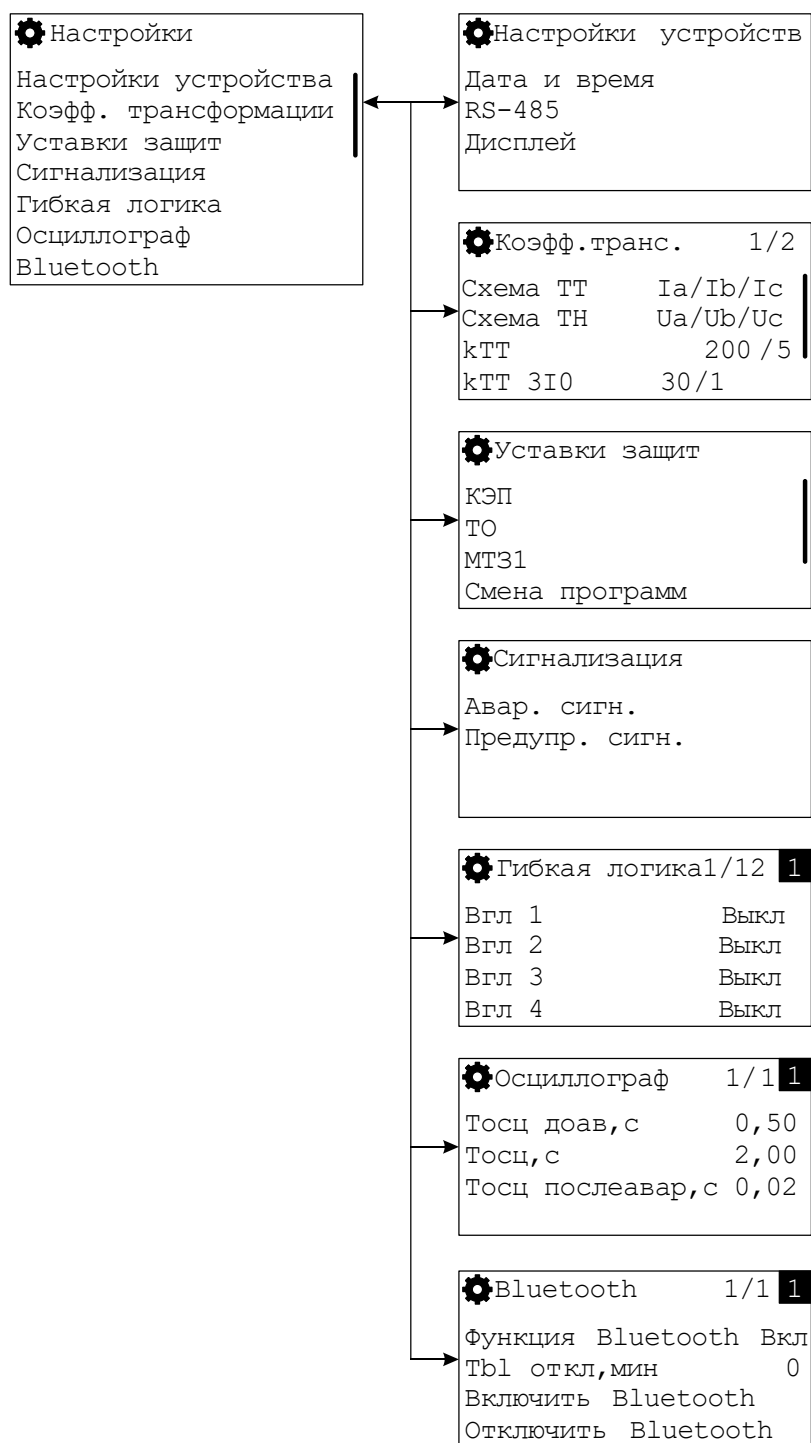 Настройки
Настройки устройства
Коэфф. трансформации
Уставки защит
Сигнализация
Гибкая логика
Осциллограф
Bluetooth
Настройки устройств
Дата и время
RS-485
Дисплей
Коэфф.транс. 1/2
Схема ТТ Ia/Ib/Ic
Схема ТН Ua/Ub/Uc
kТТ 200/5
kТТ 3I0 30/1
Уставки защит
КЭП
ТО
МТЗ1
Смена программ
Сигнализация
Авар. сигн.
Предупр. сигн.
Гибкая логика1/12 1
Вгл 1 Выкл
Вгл 2 Выкл
Вгл 3 Выкл
Вгл 4 Выкл
Осциллограф 1/1 1
Тосц доав,с 0,50
Тосц,с 2,00
Тосц послеавар,с 0,02
Bluetooth 1/1 1
Функция Bluetooth Вкл
Tbl откл,мин 0
Включить Bluetooth
Отключить Bluetooth